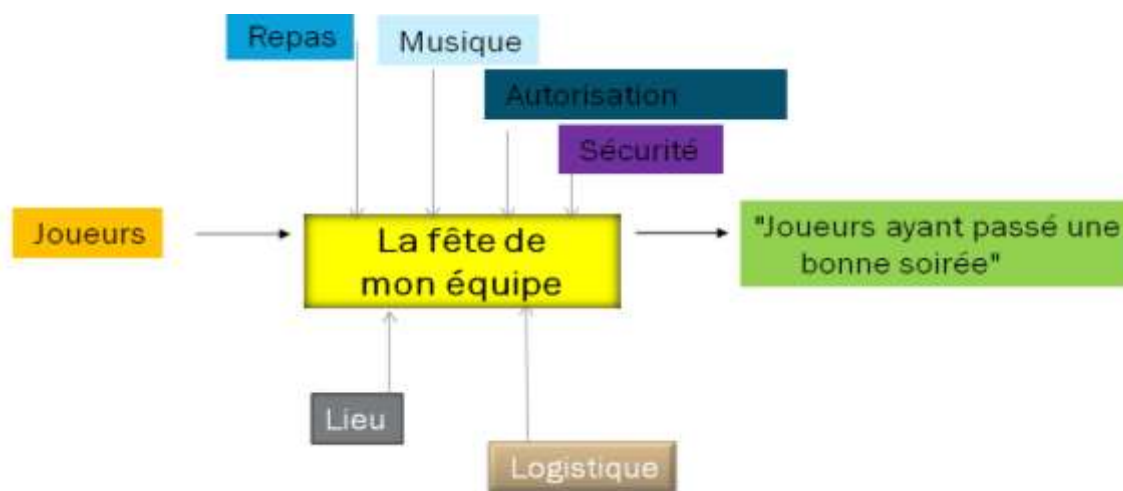 Repas
Musique
Autorisation
Sécurité
Joueurs
La fête de
mon équipe
"Joueurs ayant passé une
bonne soirée"
Lieu
Logistique